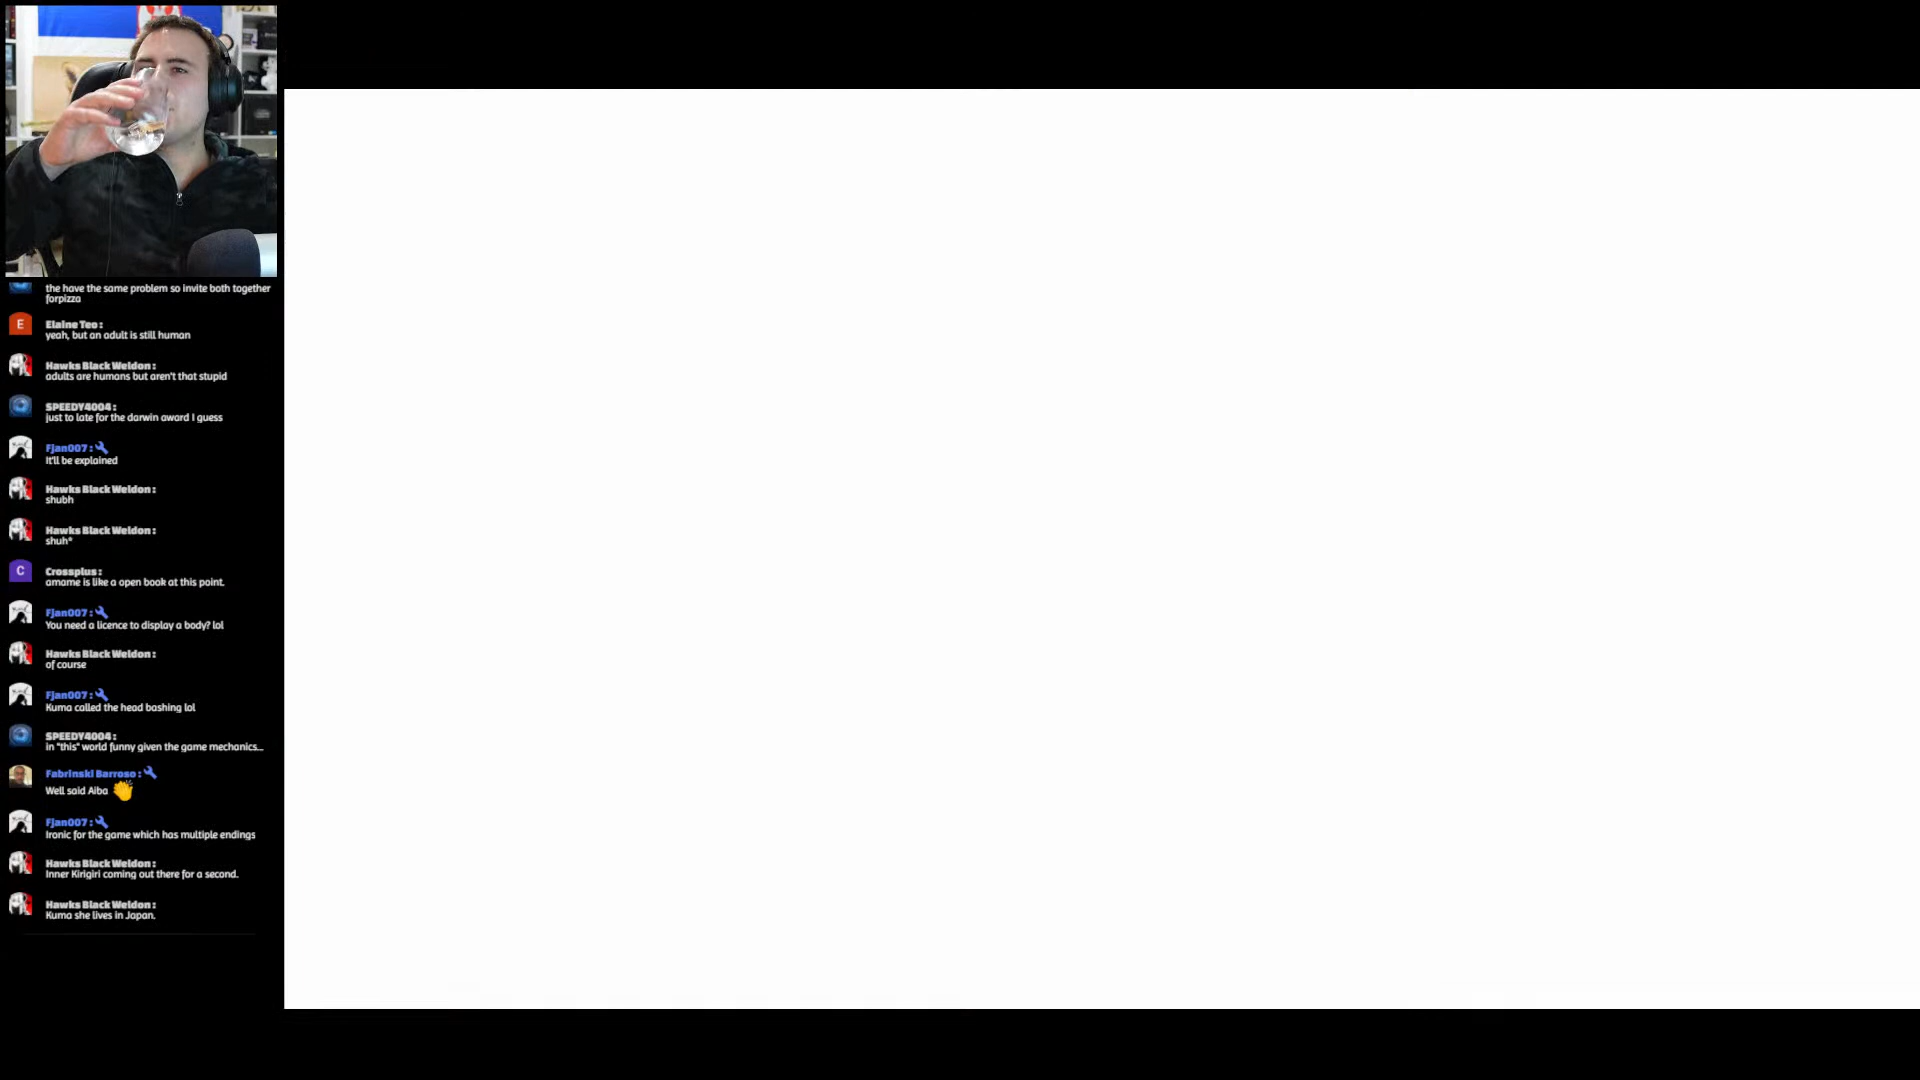 the have the same problem so invite both together
forpizza
E
Elaine Teo :
yeah, but an adult is still human
Hawks Black Weldon :
adults are humans but aren't that stupid
SPEEDY4004 :
just to late for the darwin award I guess
Fjan007 :
It'll be explained
Hawks Black Weldon :
shubh
Hawks Black Weldon :
shuh*
C
Crossplus :
amame is like a open book at this point.
Fjan007 :
You need a licence to display a body? lol
Hawks Black Weldon :
of course
Fjan007 :
Kuma called the head bashing lol
SPEEDY4004 :
in "this" world funny given the game mechanics...
Fabrinski Barroso :
Well said Aiba 👏
Fjan007 :
Ironic for the game which has multiple endings
Hawks Black Weldon :
Inner Kirigiri coming out there for a second.
Hawks Black Weldon :
Kuma she lives in Japan.